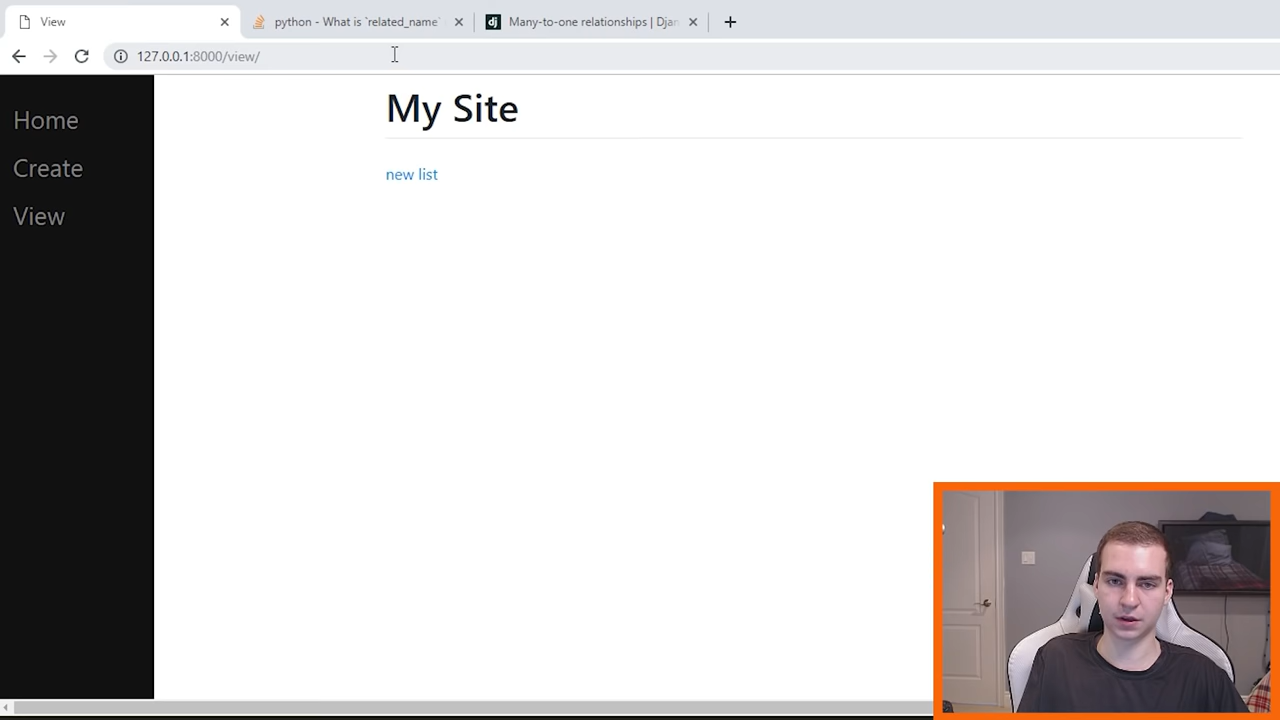 View
python - What is `related_name`
Many-to-one relationships | Djan
127.0.0.1:8000/view/
Home
Create
View
My Site
new list